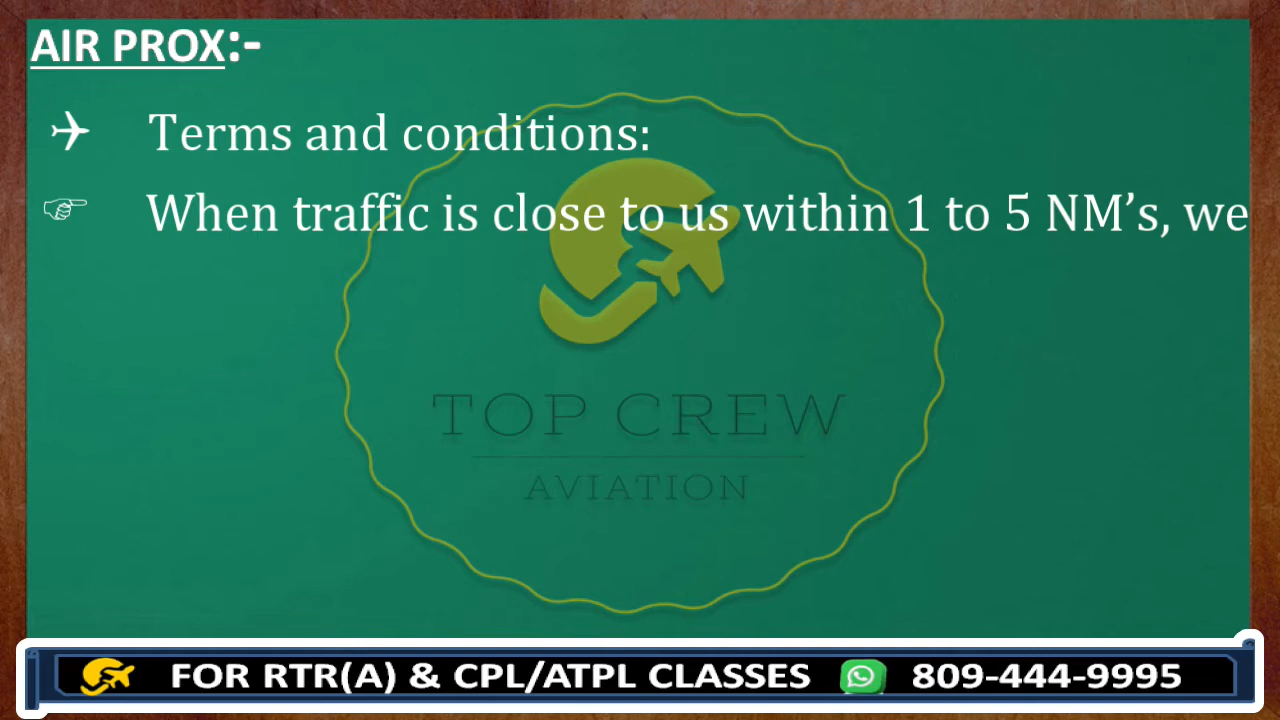 AIR PROX:-
Terms and conditions:
When traffic is close to us within 1 to 5 NM’s, we
TOP CREW
AVIATION
FOR RTR(A) & CPL/ATPL CLASSES 809-444-9995